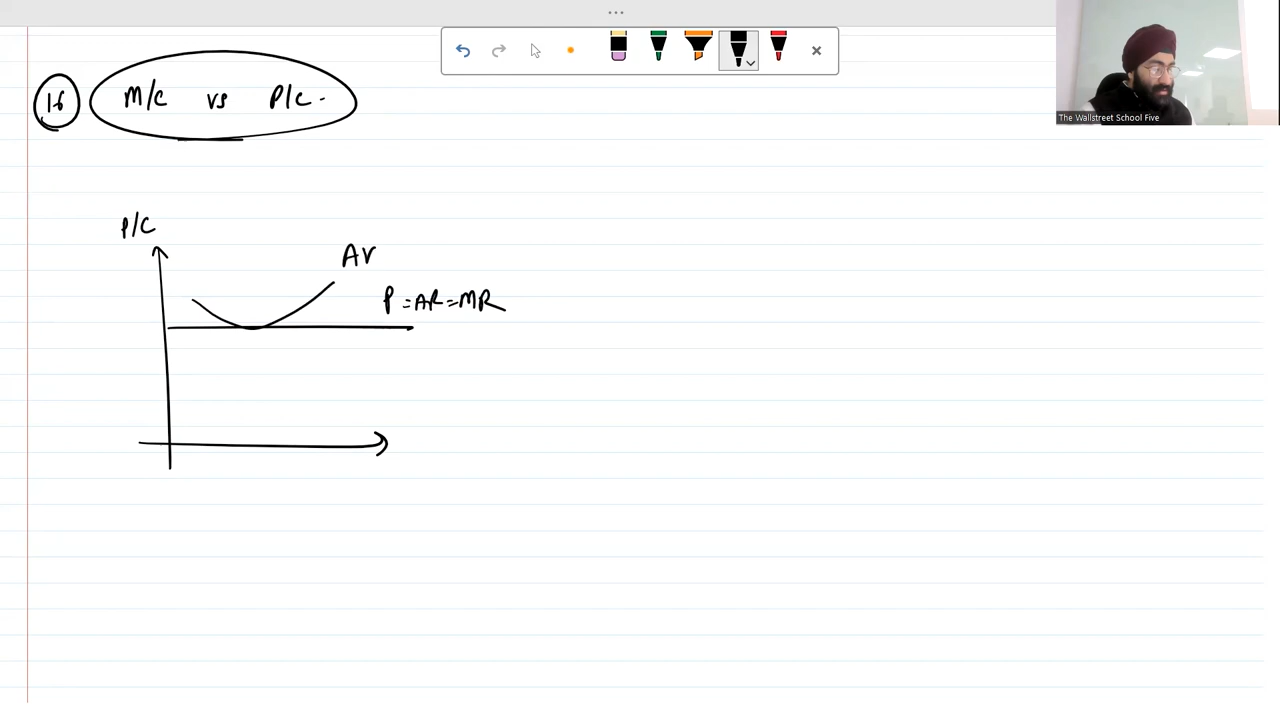 16 M/C vs P/C.
The Wallstreet School Five
P/C
AV
P = AR = MR